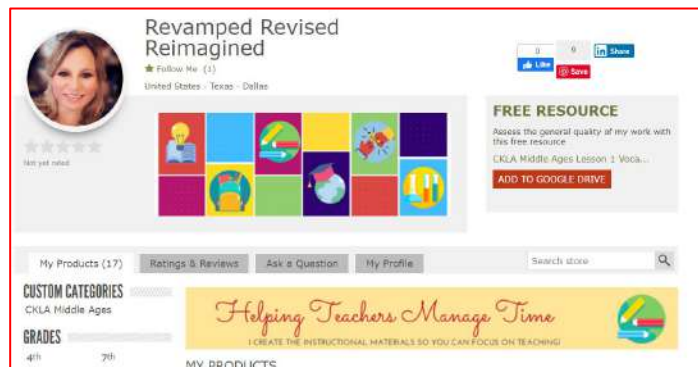 Revamped Revised
Reimagined
Follow Me (1)
United States - Texas - Dallas
Not yet rated
0
0
Like
Save
in Share
FREE RESOURCE
Assess the general quality of my work with
this free resource
CKLA Middle Ages Lesson 1 Voca...
ADD TO GOOGLE DRIVE
My Products (17)
Ratings & Reviews
Ask a Question
My Profile
Search store
CUSTOM CATEGORIES
CKLA Middle Ages
GRADES
4th 7th
Helping Teachers Manage Time
I CREATE THE INSTRUCTIONAL MATERIALS SO YOU CAN FOCUS ON TEACHING!
MY PRODUCTS